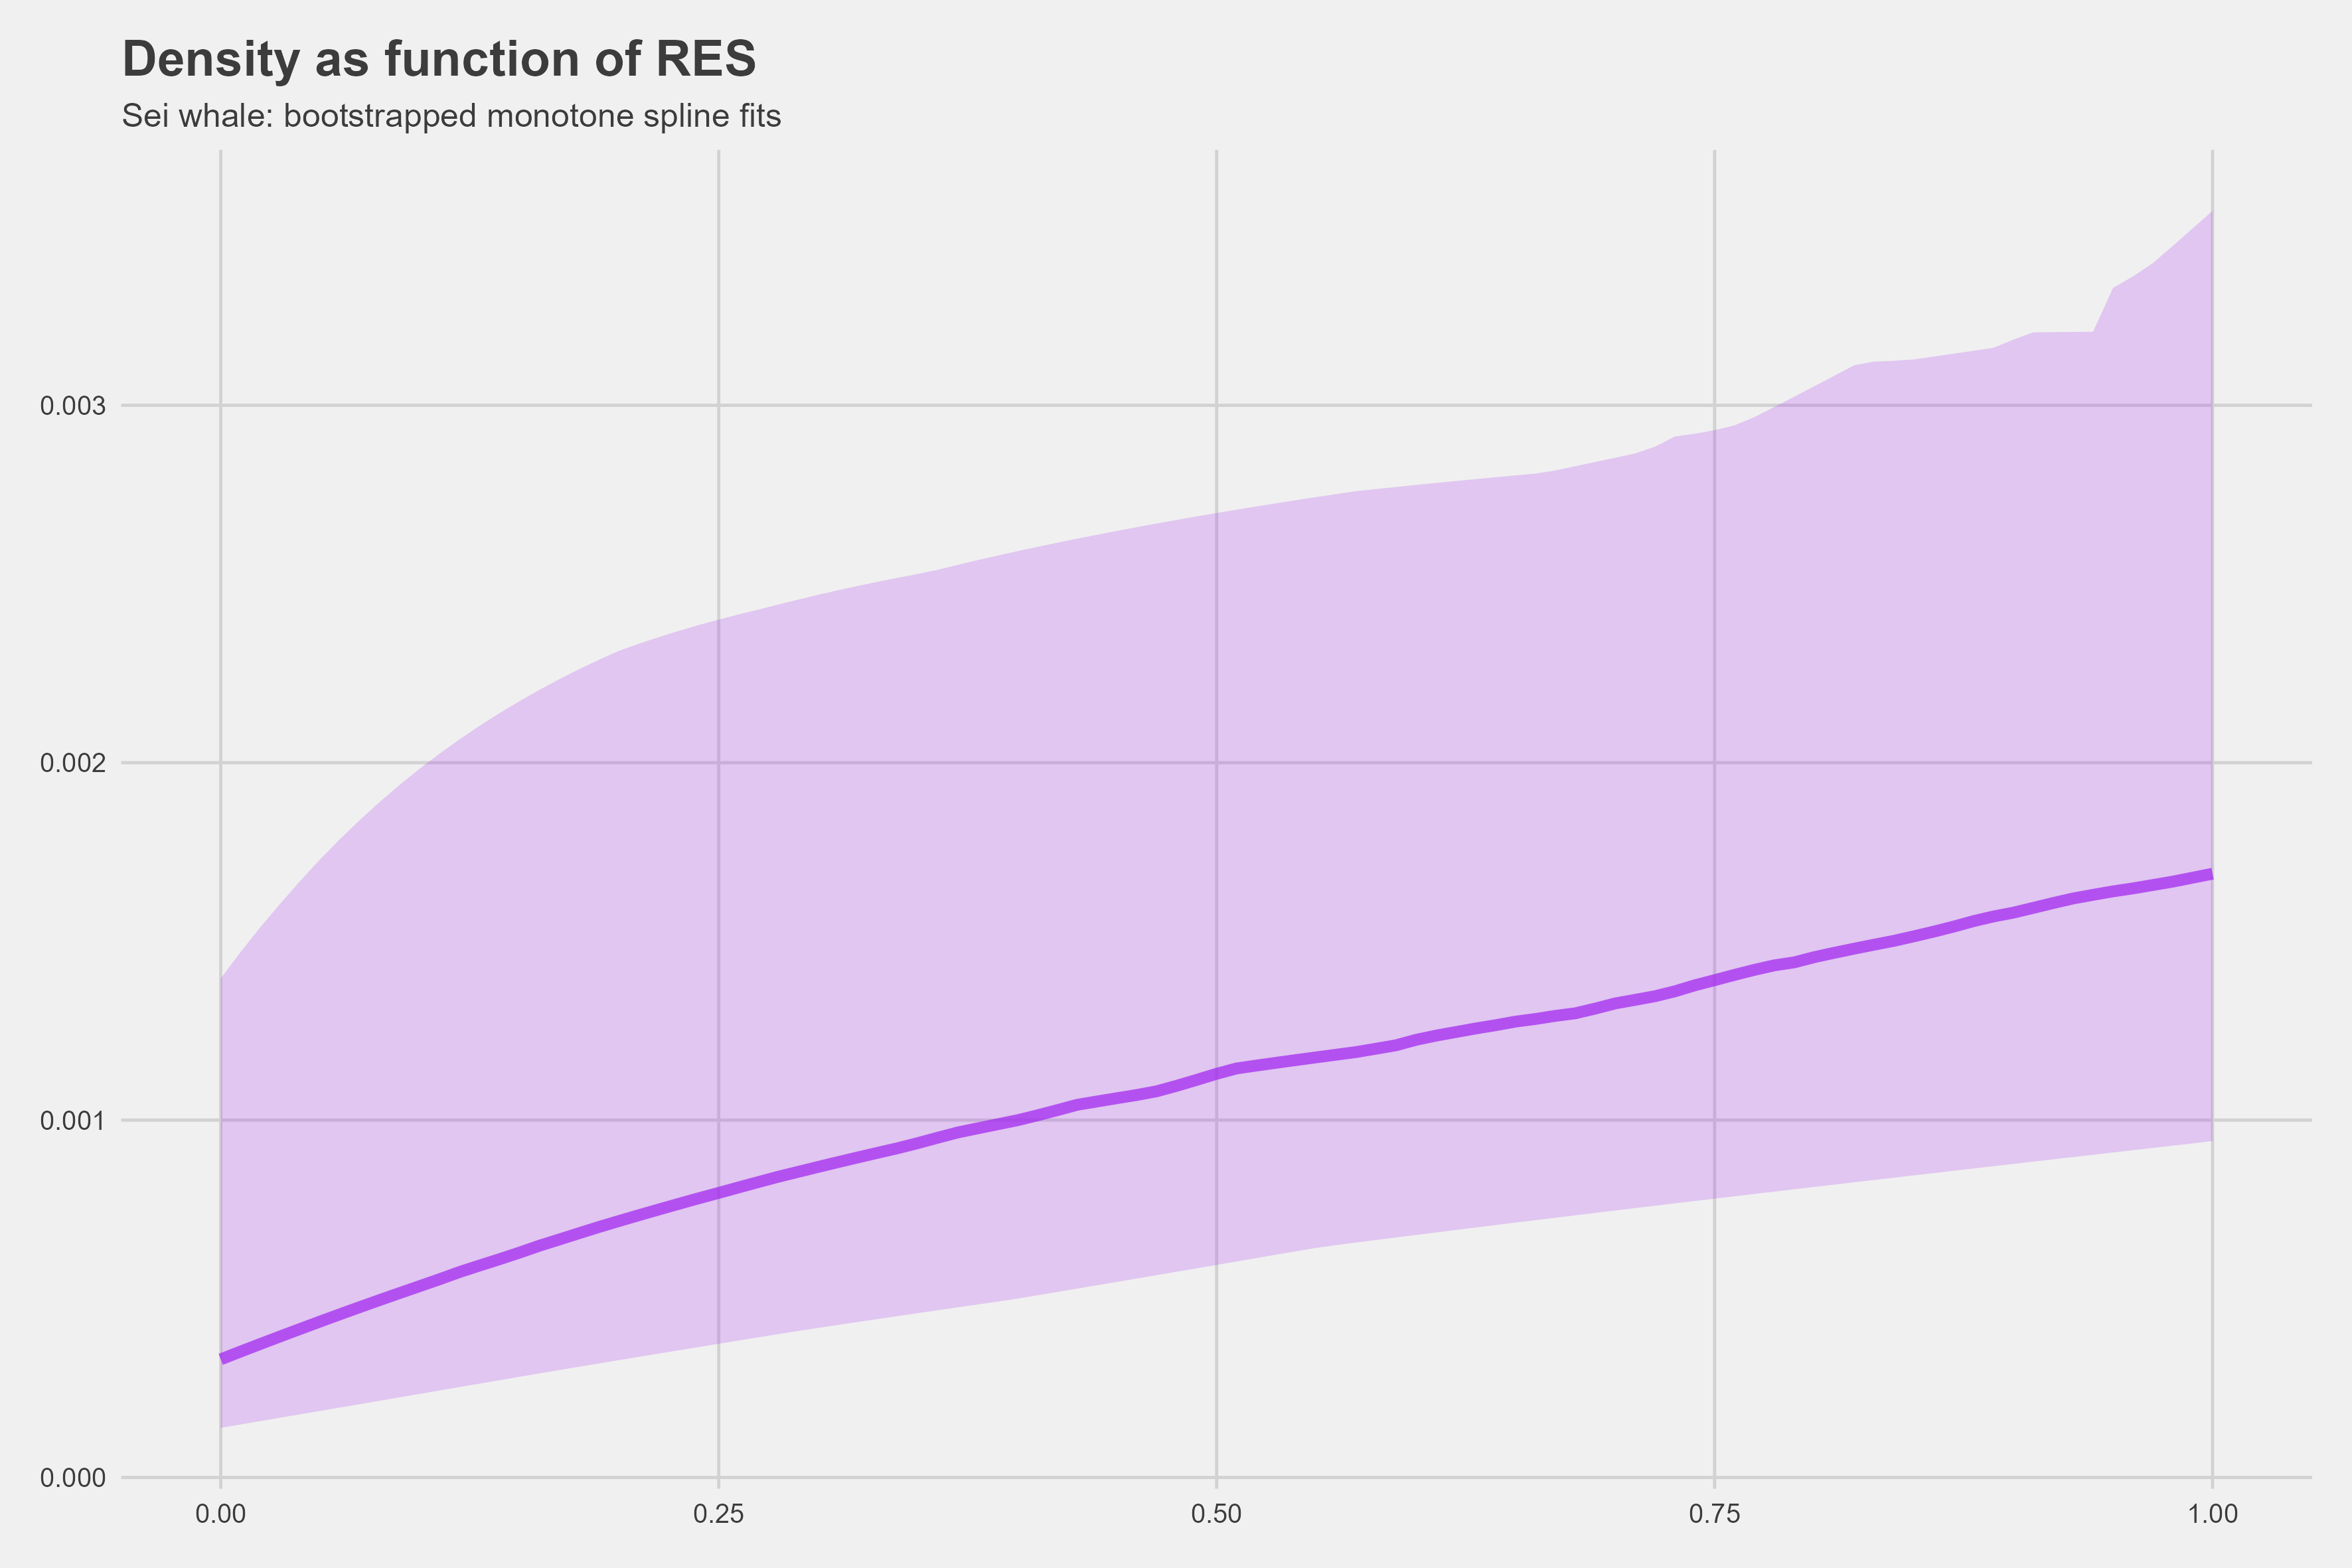 Density as function of RES
Sei whale: bootstrapped monotone spline fits
0.003
0.002
0.001
0.000
0.00 0.25 0.50 0.75 1.00